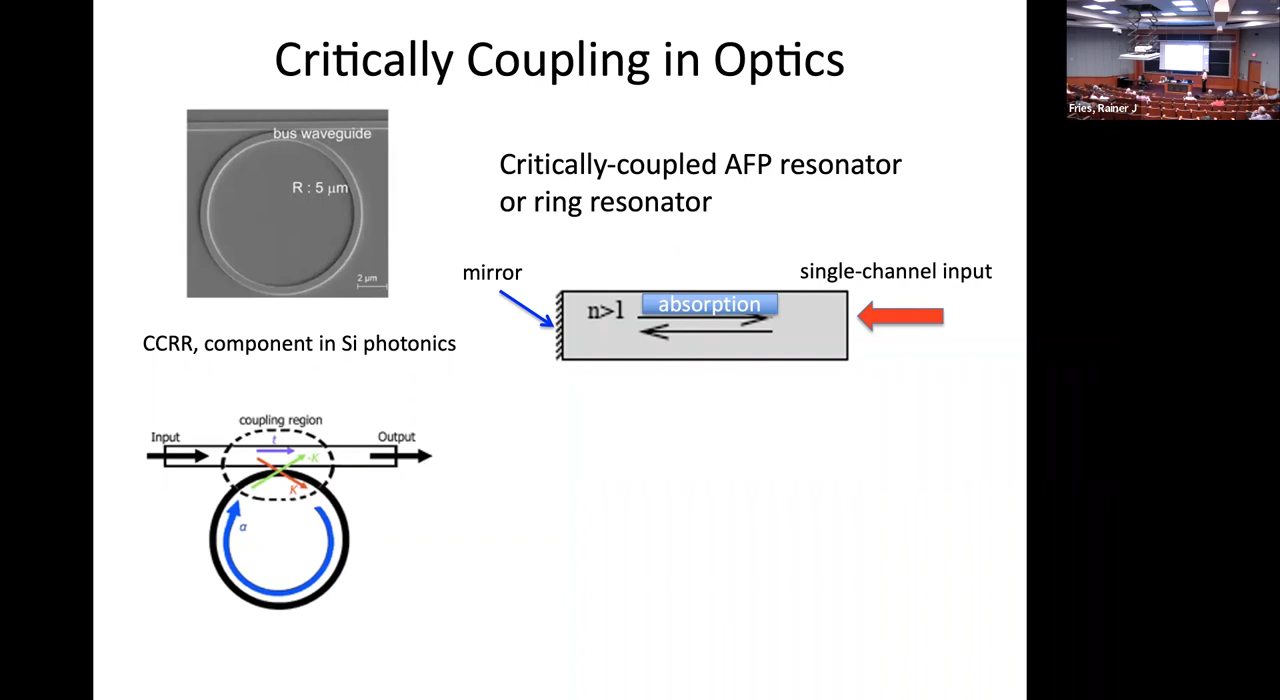 Critically Coupling in Optics
bus waveguide
R : 5 μm
2 μm
Critically-coupled AFP resonator
or ring resonator
mirror
single-channel input
n>1
absorption
CCRR, component in Si photonics
coupling region
Input
Output
t
-K
K
α
Fries, Rainer J